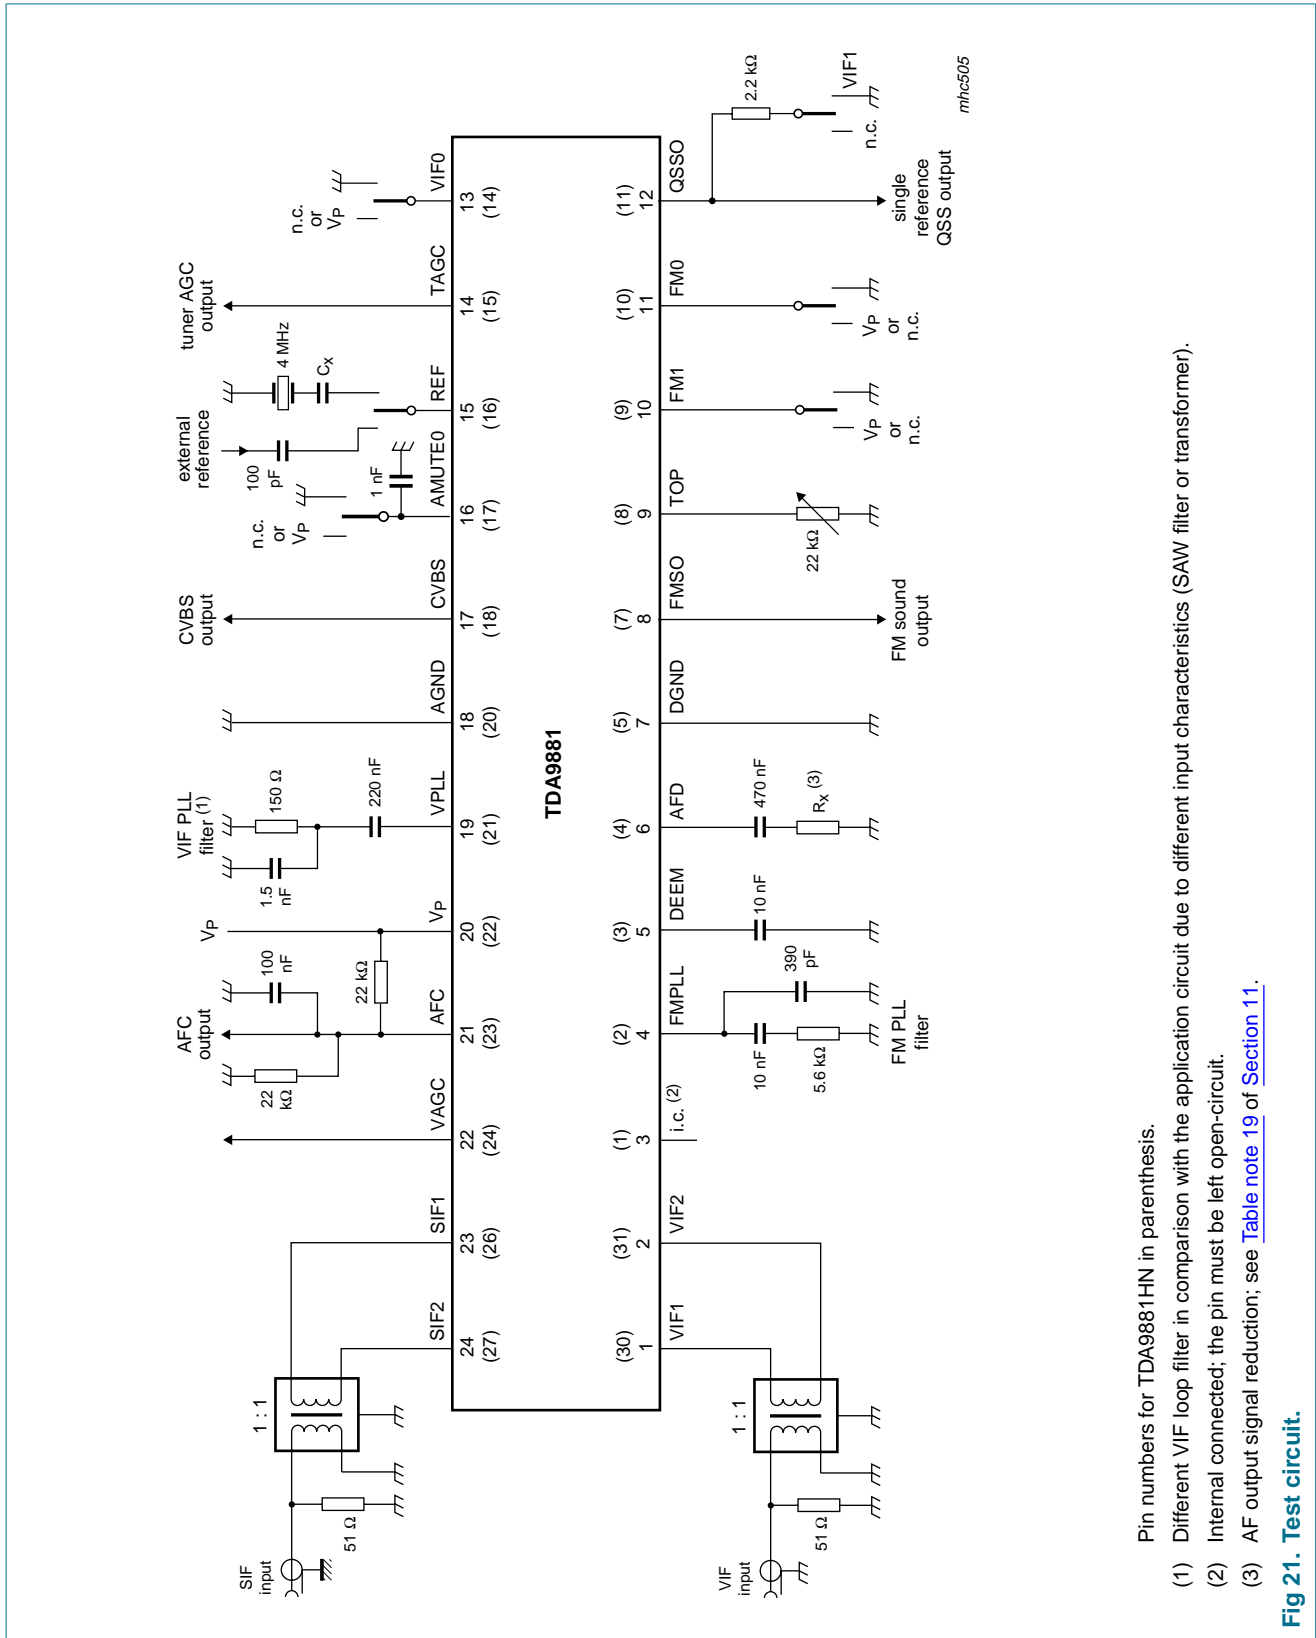 SIF
input
51 Ω
1 : 1
VAGC
22
kΩ
AFC
output
100
nF
22 kΩ
VP
1.5
nF
VIF PLL
filter (1)
150 Ω
220 nF
CVBS
output
n.c.
or
VP
1 nF
external
reference
100
pF
4 MHz
CX
tuner AGC
output
n.c.
or
VP
SIF2
SIF1
AFC
VP
VPLL
AGND
CVBS
AMUTE0
REF
TAGC
VIF0
24
23
22
21
20
19
18
17
16
15
14
13
(27)
(26)
(24)
(23)
(22)
(21)
(20)
(18)
(17)
(16)
(15)
(14)
TDA9881
(30)
(31)
(1)
(2)
(3)
(4)
(5)
(7)
(8)
(9)
(10)
(11)
1
2
3
4
5
6
7
8
9
10
11
12
VIF1
VIF2
i.c. (2)
FMPLL
DEEM
AFD
DGND
FMSO
TOP
FM1
FM0
QSSO
VIF
input
51 Ω
1 : 1
10 nF
5.6 kΩ
390
pF
FM PLL
filter
10 nF
470 nF
RX (3)
FM sound
output
22 kΩ
VP
or
n.c.
VP
or
n.c.
single
reference
QSS output
2.2 kΩ
n.c.
VIF1
mhc505
Pin numbers for TDA9881HN in parenthesis.
(1) Different VIF loop filter in comparison with the application circuit due to different input characteristics (SAW filter or transformer).
(2) Internal connected; the pin must be left open-circuit.
(3) AF output signal reduction; see Table note 19 of Section 11.
Fig 21. Test circuit.